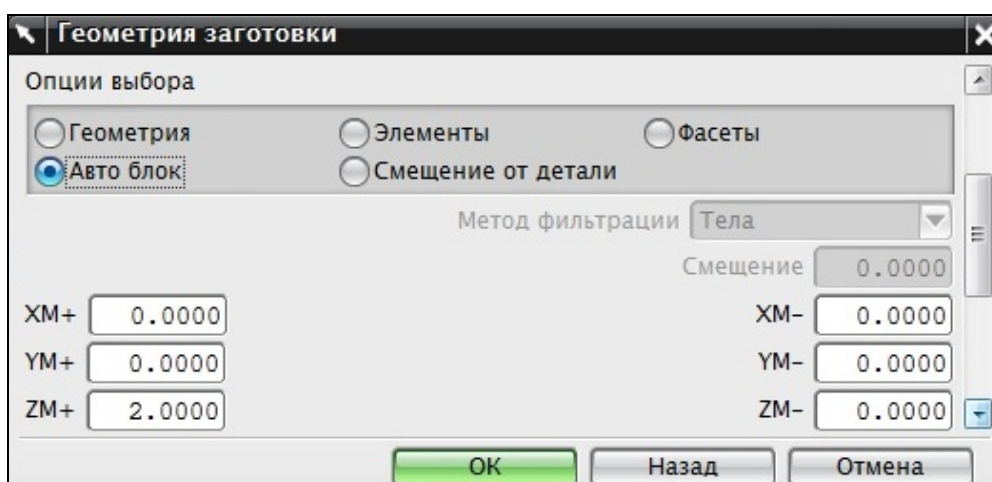 Геометрия заготовки
Опции выбора
Геометрия Элементы Фасеты
Авто блок Смещение от детали
Метод фильтрации Тела
Смещение 0.0000
XM+ 0.0000 XM- 0.0000
YM+ 0.0000 YM- 0.0000
ZM+ 2.0000 ZM- 0.0000
OK Назад Отмена